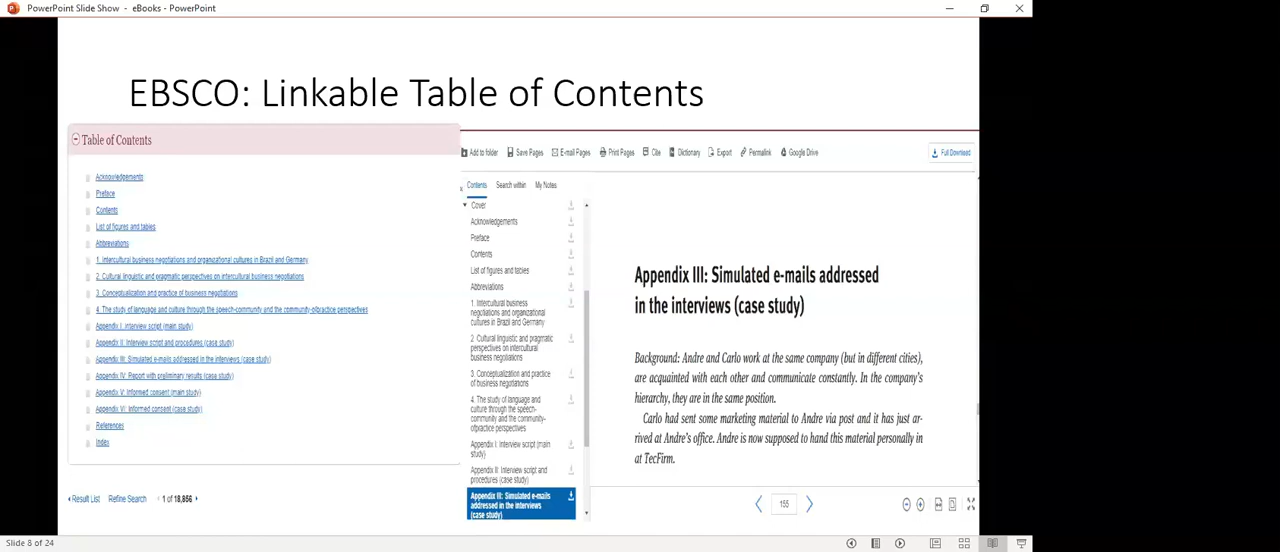 PowerPoint Slide Show - eBooks - PowerPoint
EBSCO: Linkable Table of Contents
Table of Contents
Acknowledgements
Preface
Contents
List of figures and tables
Abbreviations
1. Intercultural business negotiations and organizational cultures in Brazil and Germany
2. Cultural linguistic and pragmatic perspectives on intercultural business negotiations
3. Conceptualization and practice of business negotiations
4. The study of language and culture through the speech-community and the community-ofpractice perspectives
Appendix I: Interview script (main study)
Appendix II: Interview script and procedures (case study)
Appendix III: Simulated e-mails addressed in the interviews (case study)
Appendix IV: Report with preliminary results (case study)
Appendix V: Informed consent (main study)
Appendix VI: Informed consent (case study)
References
Index
Result List Refine Search 1 of 18,856
Add to folder Save Pages E-mail Pages Print Pages Cite Dictionary Export Permalink Google Drive Full Download
Contents Search within My Notes
Cover
Acknowledgements
Preface
Contents
List of figures and tables
Abbreviations
1. Intercultural business
negotiations and organizational
cultures in Brazil and Germany
2. Cultural linguistic and pragmatic
perspectives on intercultural
business negotiations
3. Conceptualization and practice
of business negotiations
4. The study of language and
culture through the speech-
community and the community-
ofpractice perspectives
Appendix I: Interview script (main
study)
Appendix II: Interview script and
procedures (case study)
Appendix III: Simulated e-mails
addressed in the interviews
(case study)
Appendix III: Simulated e-mails addressed
in the interviews (case study)
Background: Andre and Carlo work at the same company (but in different cities),
are acquainted with each other and communicate constantly. In the company's
hierarchy, they are in the same position.
Carlo had sent some marketing material to Andre via post and it has just ar-
rived at Andre's office. Andre is now supposed to hand this material personally in
at TecFirm.
155
Slide 8 of 24